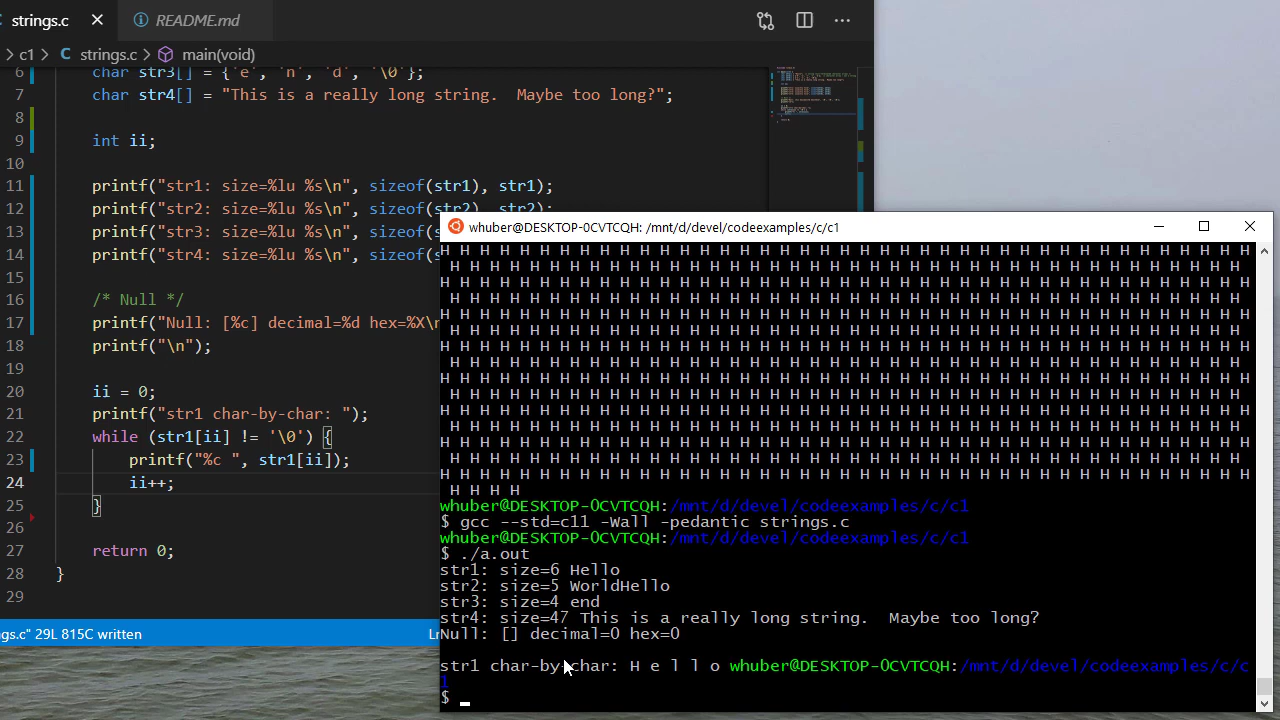 strings.c × README.md ...
> c1 > C strings.c > main(void)
6 char str3[] = {'e', 'n', 'd', '\0'};
7 char str4[] = "This is a really long string.  Maybe too long?";
8
9 int ii;
10
11 printf("str1: size=%lu %s\n", sizeof(str1), str1);
12 printf("str2: size=%lu %s\n", sizeof(str2), str2);
13 printf("str3: size=%lu %s\n", sizeof(s
14 printf("str4: size=%lu %s\n", sizeof(s
15
16 /* Null */
17 printf("Null: [%c] decimal=%d hex=%X\n
18 printf("\n");
19
20 ii = 0;
21 printf("str1 char-by-char: ");
22 while (str1[ii] != '\0') {
23 printf("%c ", str1[ii]);
24 ii++;
25 }
26
27 return 0;
28 }
29
ngs.c" 29L 815C written Ln
whuber@DESKTOP-0CVTCQH: /mnt/d/devel/codeexamples/c/c1
H H H H H H H H H H H H H H H H H H H H H H H H H H H H H H H H H H H H H H H H H
H H H H H H H H H H H H H H H H H H H H H H H H H H H H H H H H H H H H H H H H
H H H H H H H H H H H H H H H H H H H H H H H H H H H H H H H H H H H H H H H H H
H H H H H H H H H H H H H H H H H H H H H H H H H H H H H H H H H H H H H H H H
H H H H H H H H H H H H H H H H H H H H H H H H H H H H H H H H H H H H H H H H H
H H H H H H H H H H H H H H H H H H H H H H H H H H H H H H H H H H H H H H H H
H H H H H H H H H H H H H H H H H H H H H H H H H H H H H H H H H H H H H H H H H
H H H H H H H H H H H H H H H H H H H H H H H H H H H H H H H H H H H H H H H H
H H H H H H H H H H H H H H H H H H H H H H H H H H H H H H H H H H H H H H H H H
H H H H H H H H H H H H H H H H H H H H H H H H H H H H H H H H H H H H H H H H
H H H H H H H H H H H H H H H H H H H H H H H H H H H H H H H H H H H H H H H H H
H H H H H H H H H H H H H H H H H H H H H H H H H H H H H H H H H H H H H H H H
H H H H H H H H H H H H H H H H H H H H H H H H H H H H H H H H H H H H H H H H H
H H H H H H H H H H H H H H H H H H H H H H H H H H H H H H H H H H H H H H H H
H H H H H H H H H H H H H H H H H H H H H H H H H H H H H H H H H H H H H H H H H
H H H H
whuber@DESKTOP-0CVTCQH:/mnt/d/devel/codeexamples/c/c1
$ gcc --std=c11 -Wall -pedantic strings.c
whuber@DESKTOP-0CVTCQH:/mnt/d/devel/codeexamples/c/c1
$ ./a.out
str1: size=6 Hello
str2: size=5 WorldHello
str3: size=4 end
str4: size=47 This is a really long string.  Maybe too long?
Null: [] decimal=0 hex=0
str1 char-by-char: H e l l o whuber@DESKTOP-0CVTCQH:/mnt/d/devel/codeexamples/c/c
1
$